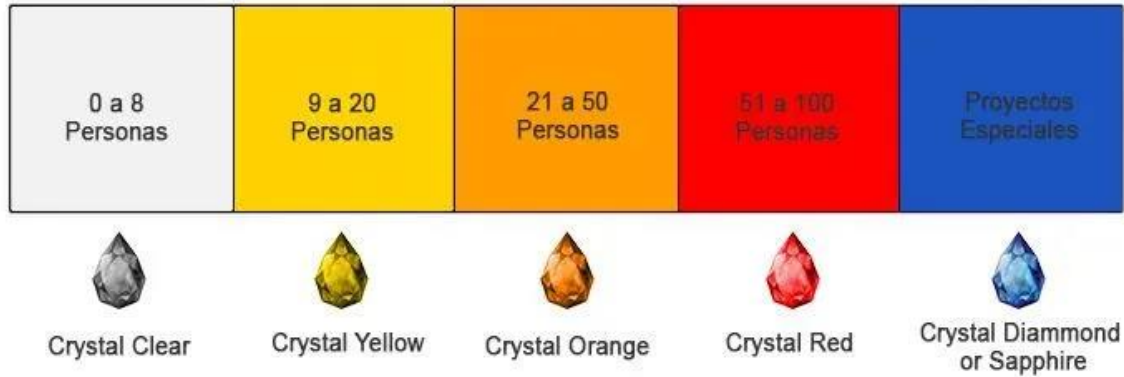 0 a 8
Personas
9 a 20
Personas
21 a 50
Personas
51 a 100
Personas
Proyectos
Especiales
Crystal Clear
Crystal Yellow
Crystal Orange
Crystal Red
Crystal Diammond
or Sapphire